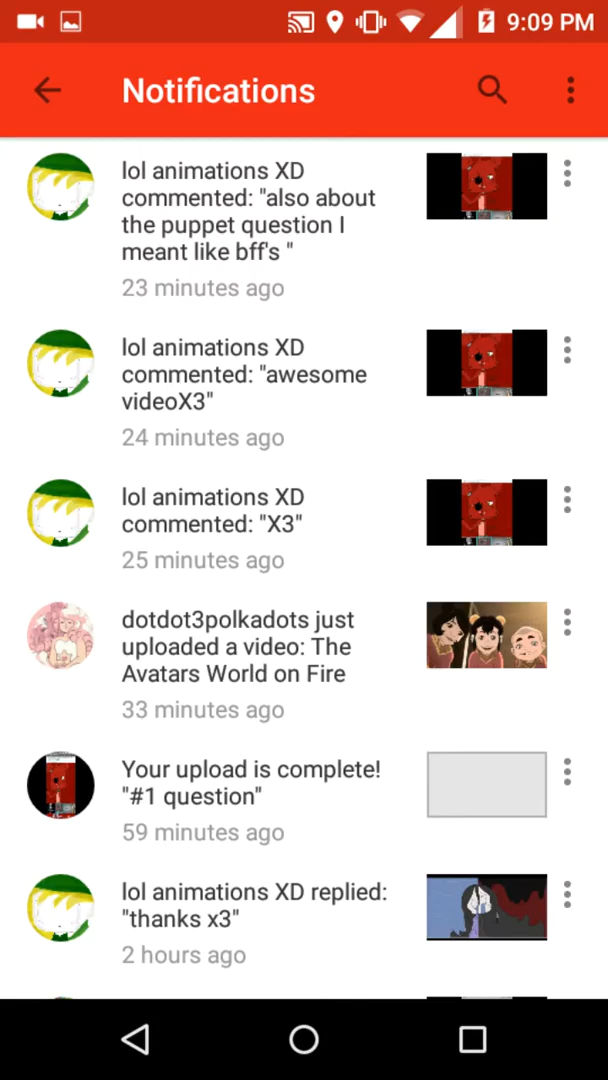 9:09 PM
Notifications
lol animations XD
commented: "also about
the puppet question I
meant like bff's "
23 minutes ago
lol animations XD
commented: "awesome
videoX3"
24 minutes ago
lol animations XD
commented: "X3"
25 minutes ago
dotdot3polkadots just
uploaded a video: The
Avatars World on Fire
33 minutes ago
Your upload is complete!
"#1 question"
59 minutes ago
lol animations XD replied:
"thanks x3"
2 hours ago